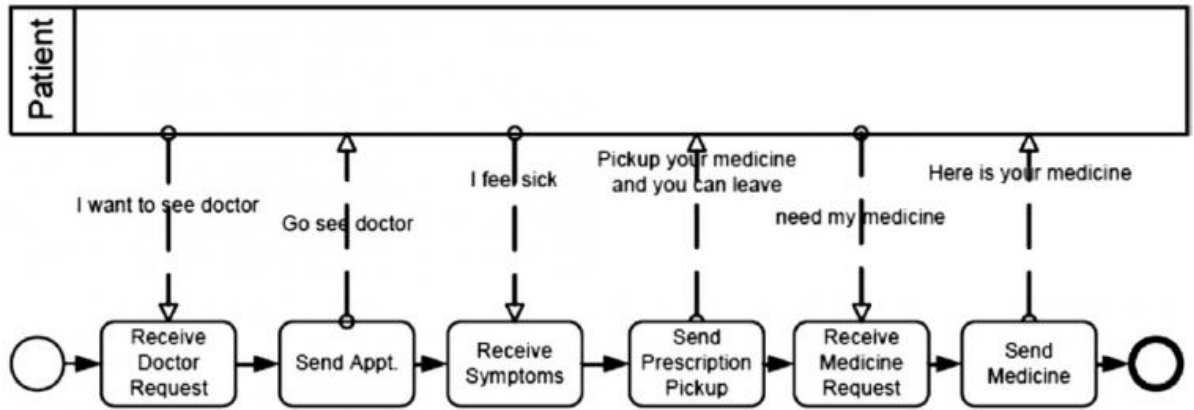 Patient
I want to see doctor
Go see doctor
I feel sick
Pickup your medicine
and you can leave
need my medicine
Here is your medicine
Receive
Doctor
Request
Send Appt.
Receive
Symptoms
Send
Prescription
Pickup
Receive
Medicine
Request
Send
Medicine